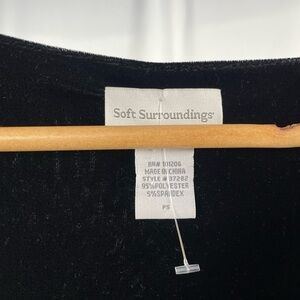 Soft Surroundings
RN# 101206
MADE IN CHINA
STYLE # 37282
95% POLYESTER
5% SPANDEX
PS